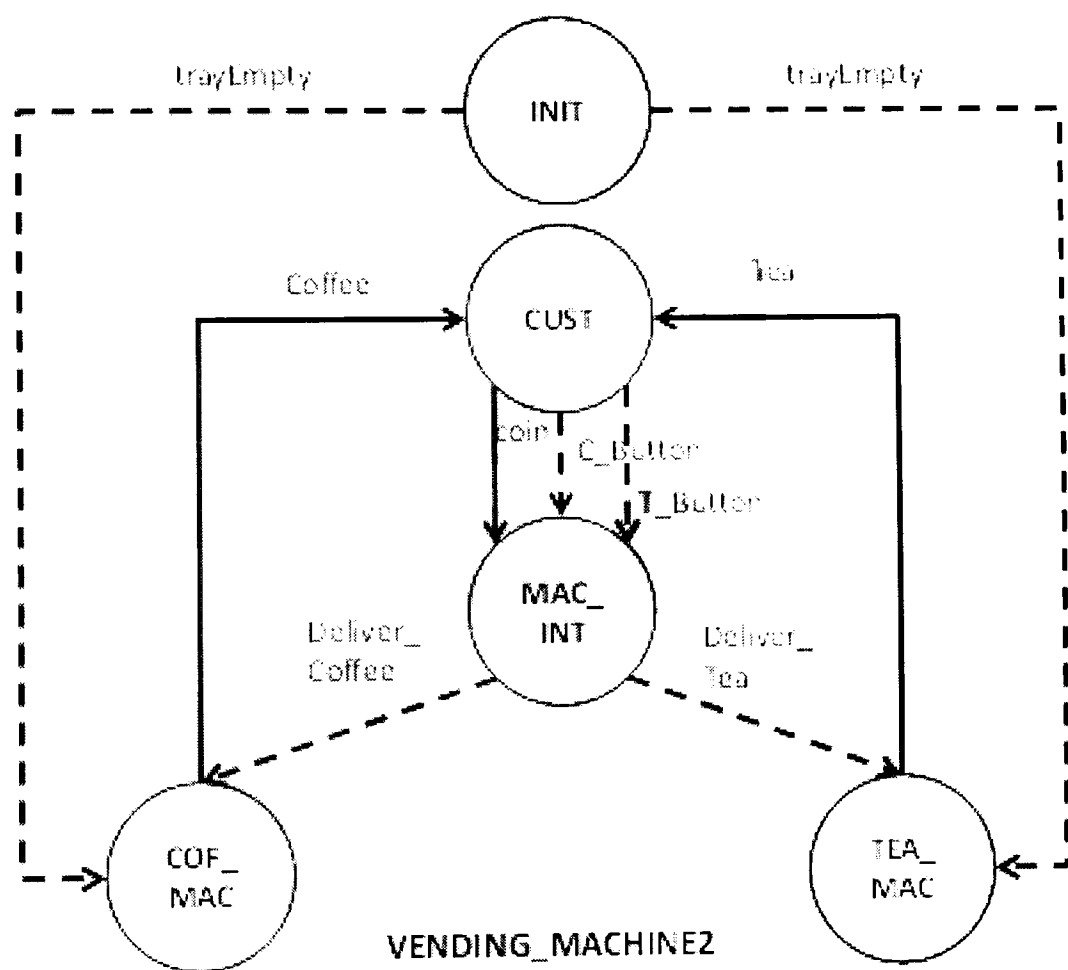 trayEmpty
trayEmpty
INIT
Coffee
Tea
CUST
coin
C_Button
T_Button
MAC_
INT
Deliver_
Coffee
Deliver_
Tea
COF_
MAC
TEA_
MAC
VENDING_MACHINE2